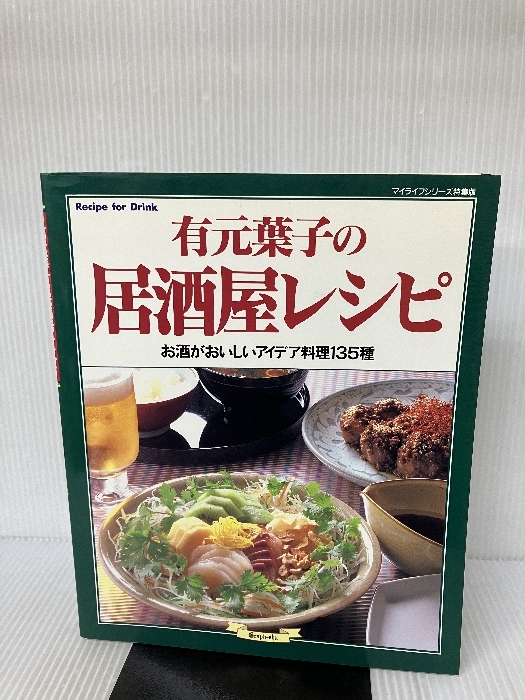 マイライフシリーズ特集版
Recipe for Drink
有元葉子の
居酒屋レシピ
お酒がおいしいアイデア料理135種